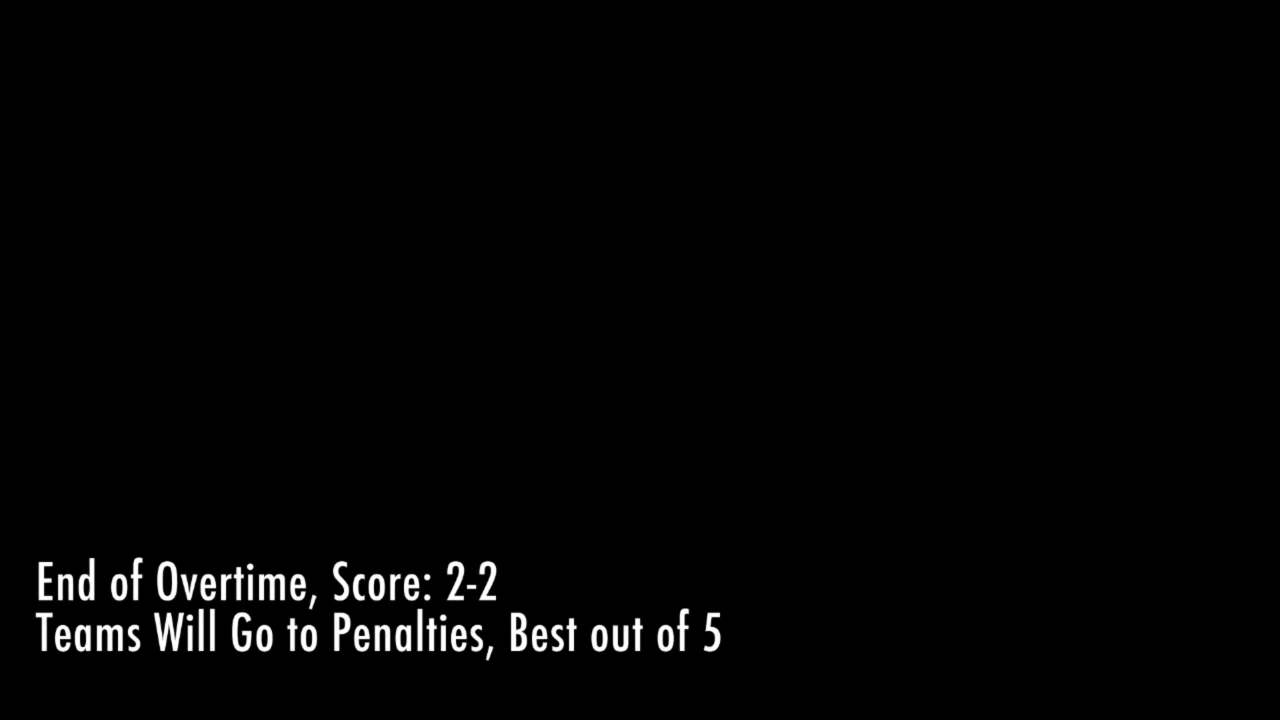 End of Overtime, Score: 2-2
Teams Will Go to Penalties, Best out of 5